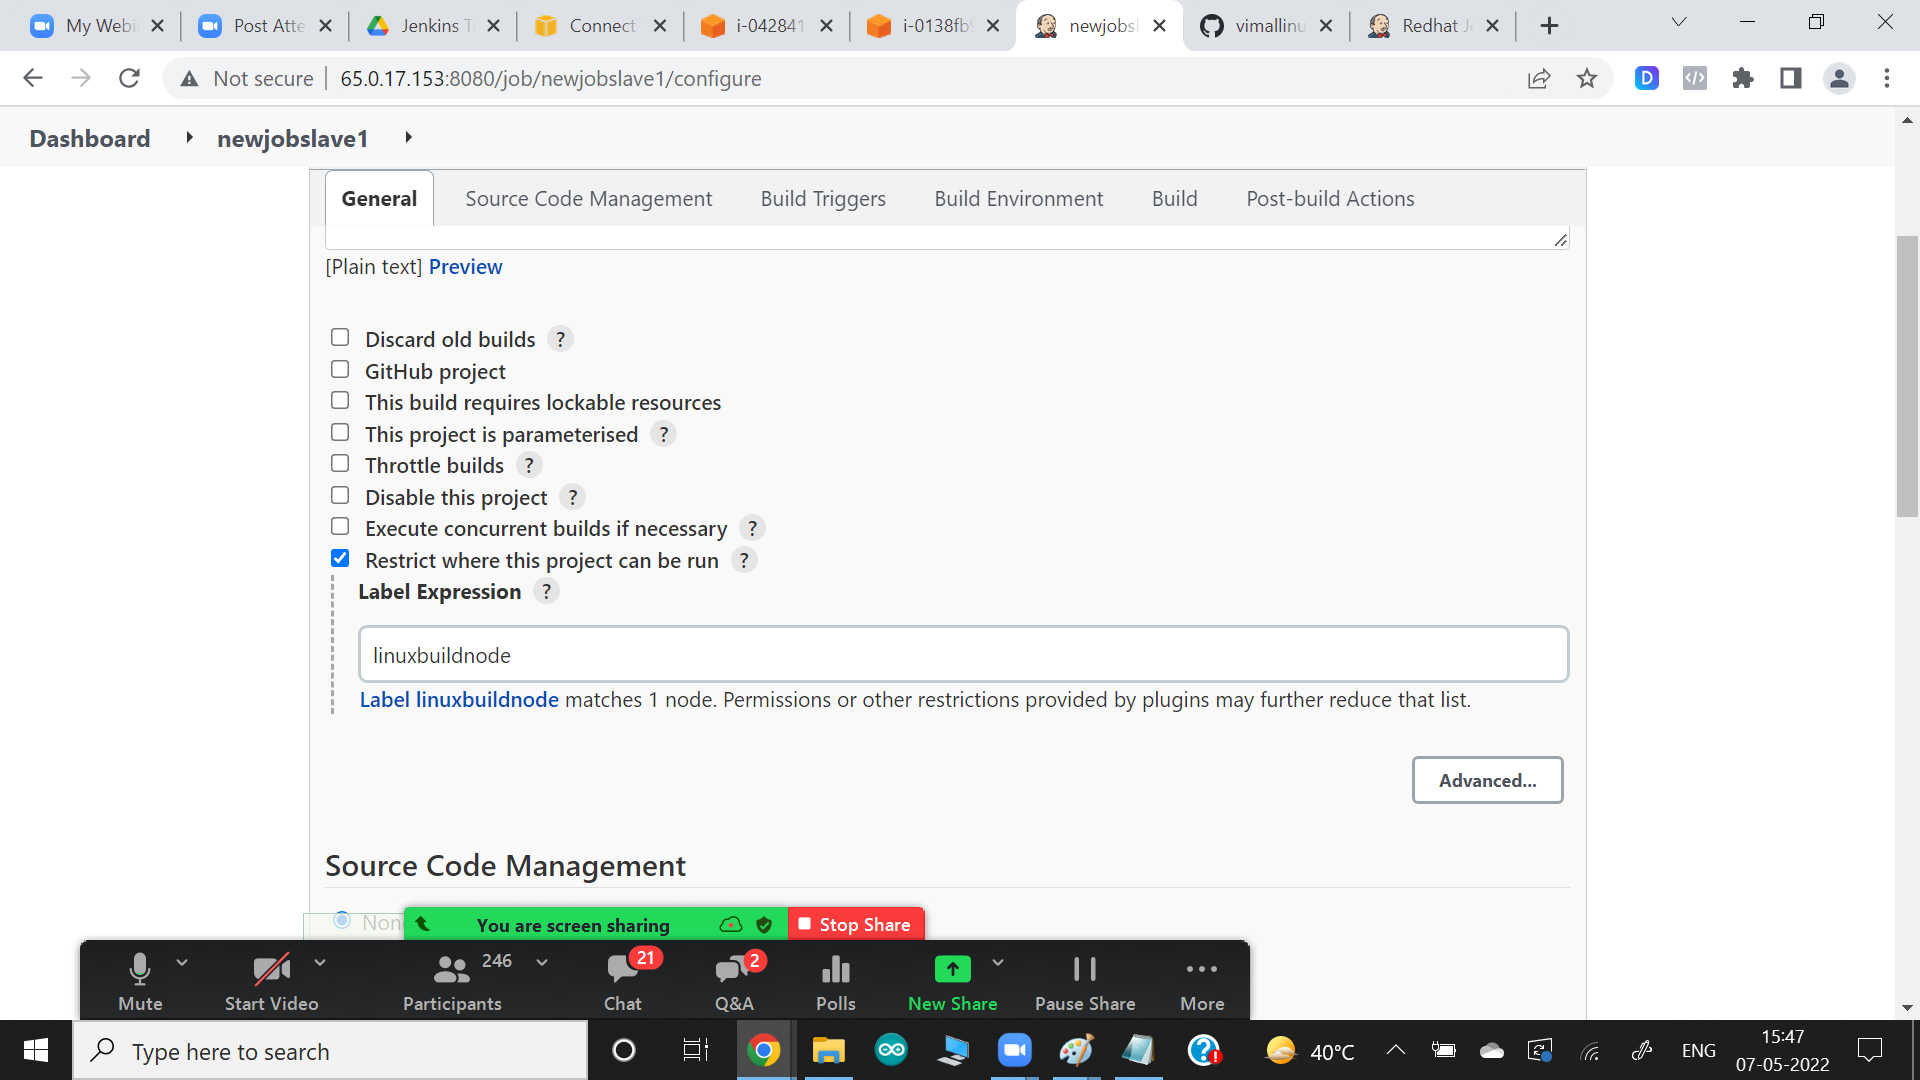 My Webi
Post Atte
Jenkins T
Connect
i-042841
i-0138fb9
newjobsl
vimallinu
Redhat J
Not secure
65.0.17.153:8080/job/newjobslave1/configure
Dashboard
newjobslave1
General
Source Code Management
Build Triggers
Build Environment
Build
Post-build Actions
[Plain text] Preview
Discard old builds ?
GitHub project
This build requires lockable resources
This project is parameterised ?
Throttle builds ?
Disable this project ?
Execute concurrent builds if necessary ?
Restrict where this project can be run ?
Label Expression ?
linuxbuildnode
Label linuxbuildnode matches 1 node. Permissions or other restrictions provided by plugins may further reduce that list.
Advanced...
Source Code Management
None
You are screen sharing
Stop Share
Mute
Start Video
246
Participants
21
Chat
2
Q&A
Polls
New Share
Pause Share
More
Type here to search
40°C
ENG
15:47
07-05-2022